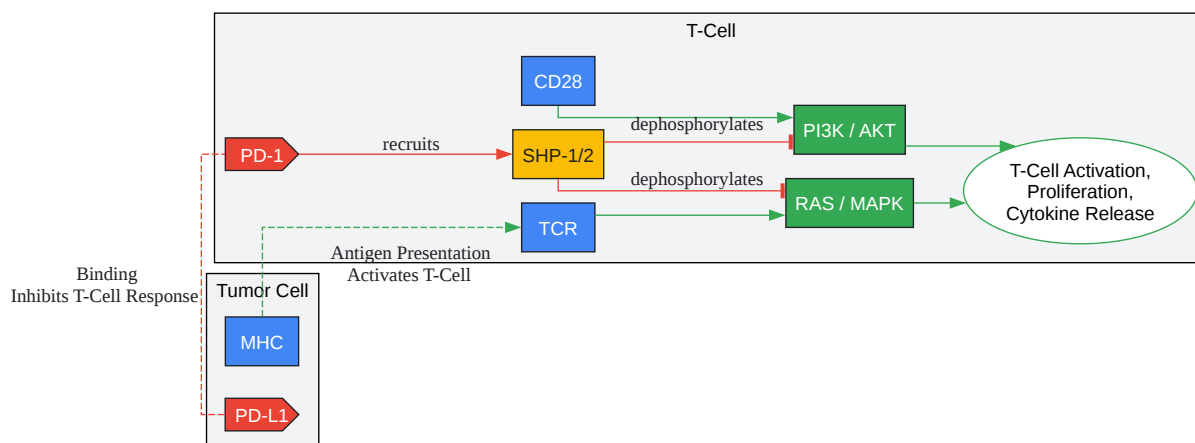 T-Cell
CD28
dephosphorylates
PI3K / AKT
PD-1
recruits
SHP-1/2
T-Cell Activation,
Proliferation,
Cytokine Release
dephosphorylates
RAS / MAPK
TCR
Antigen Presentation
Activates T-Cell
Binding
Inhibits T-Cell Response
Tumor Cell
MHC
PD-L1